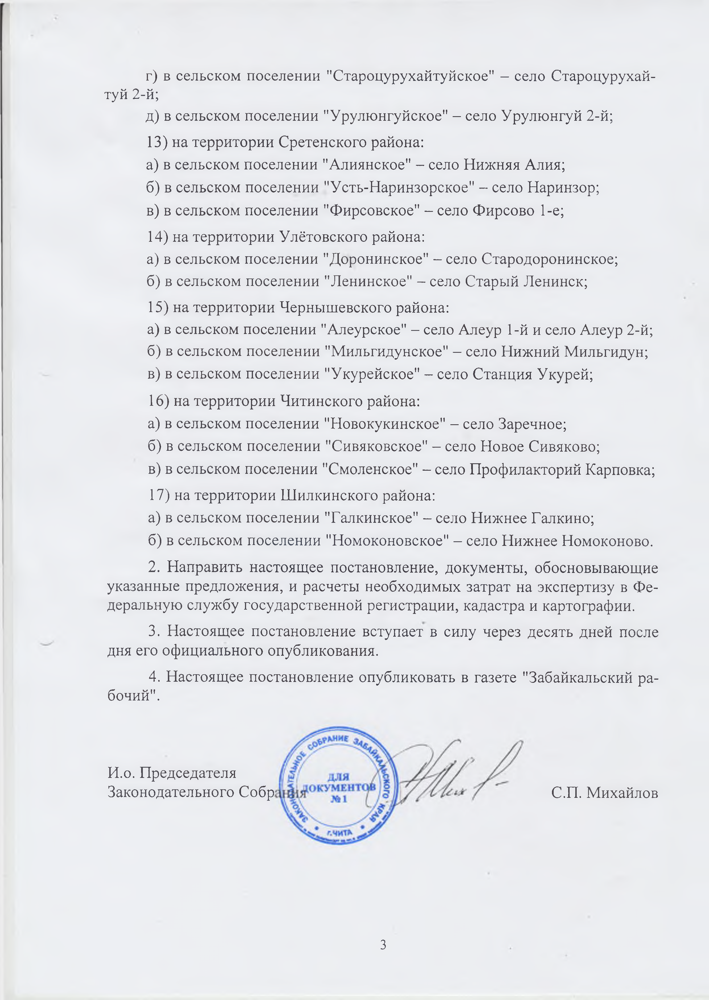 г) в сельском поселении "Староцурухайтуйское" – село Староцурухай-
туй 2-й;
д) в сельском поселении "Урулюнгуйское" – село Урулюнгуй 2-й;
13) на территории Сретенского района:
а) в сельском поселении "Алиянское" – село Нижняя Алия;
б) в сельском поселении "Усть-Наринзорское" – село Наринзор;
в) в сельском поселении "Фирсовское" – село Фирсово 1-е;
14) на территории Улётовского района:
а) в сельском поселении "Доронинское" – село Стародоронинское;
б) в сельском поселении "Ленинское" – село Старый Ленинск;
15) на территории Чернышевского района:
а) в сельском поселении "Алеурское" – село Алеур 1-й и село Алеур 2-й;
б) в сельском поселении "Мильгидунское" – село Нижний Мильгидун;
в) в сельском поселении "Укурейское" – село Станция Укурей;
16) на территории Читинского района:
а) в сельском поселении "Новокукинское" – село Заречное;
б) в сельском поселении "Сивяковское" – село Новое Сивяково;
в) в сельском поселении "Смоленское" – село Профилакторий Карповка;
17) на территории Шилкинского района:
а) в сельском поселении "Галкинское" – село Нижнее Галкино;
б) в сельском поселении "Номоконовское" – село Нижнее Номоконово.
2. Направить настоящее постановление, документы, обосновывающие
указанные предложения, и расчеты необходимых затрат на экспертизу в Фе-
деральную службу государственной регистрации, кадастра и картографии.
3. Настоящее постановление вступает в силу через десять дней после
дня его официального опубликования.
4. Настоящее постановление опубликовать в газете "Забайкальский ра-
бочий".
И.о. Председателя
Законодательного Собрания
С.П. Михайлов
ЗАКОНОДАТЕЛЬНОЕ СОБРАНИЕ ЗАБАЙКАЛЬСКОГО КРАЯ
ДЛЯ
ДОКУМЕНТОВ
№1
г.ЧИТА
3